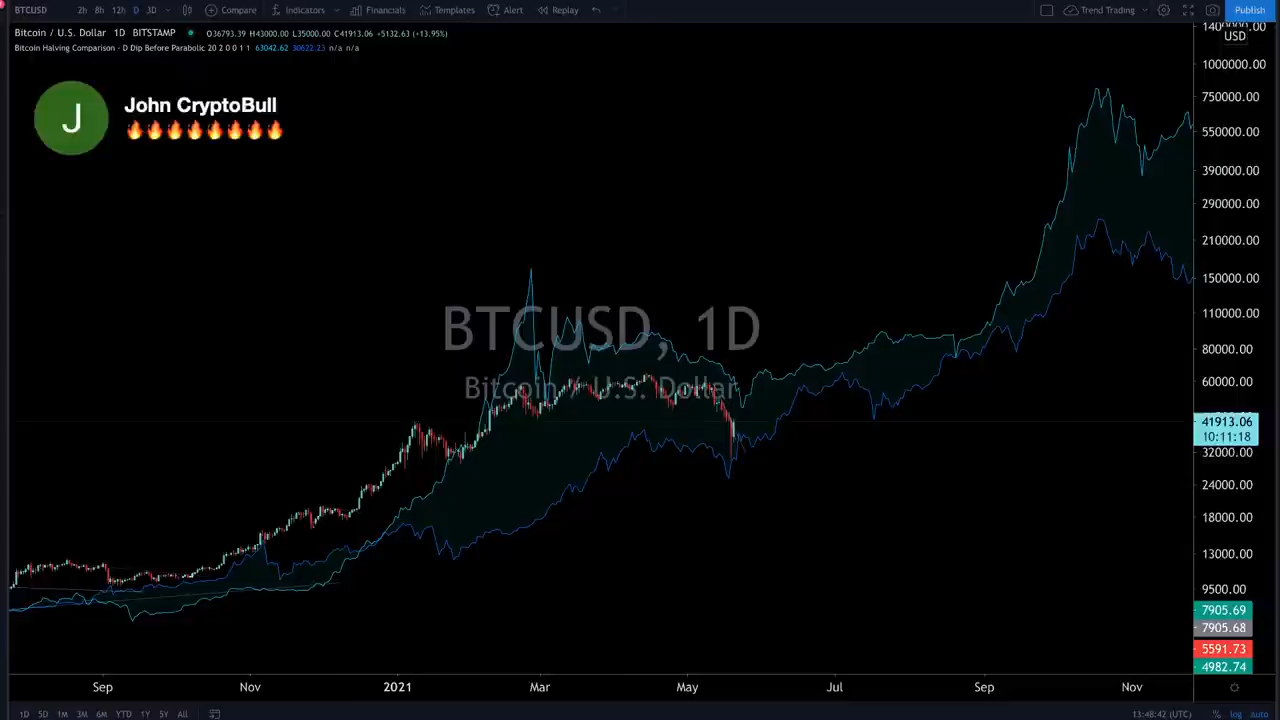 BTCUSD 2h 8h 12h D 3D Compare Indicators Financials Templates Alert Replay Trend Trading Publish
Bitcoin / U.S. Dollar 1D BITSTAMP O36793.39 H43000.00 L35000.00 C41913.06 +5132.63 (+13.95%)
Bitcoin Halving Comparison - D Dip Before Parabolic 20 2 0 0 1 1 63042.62 30622.23 n/a n/a
USD
J
John CryptoBull
🔥🔥🔥🔥🔥🔥🔥🔥
1000000.00
750000.00
550000.00
390000.00
290000.00
210000.00
150000.00
110000.00
80000.00
60000.00
41913.06
10:11:18
32000.00
24000.00
18000.00
13000.00
9500.00
7905.69
7905.68
5591.73
4982.74
BTCUSD, 1D
Bitcoin / U.S. Dollar
Sep Nov 2021 Mar May Jul Sep Nov
1D 5D 1M 3M 6M YTD 1Y 5Y All 13:48:42 (UTC) % log auto